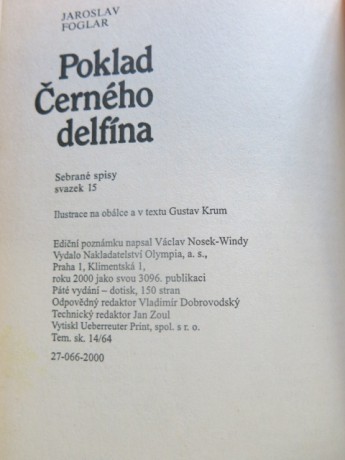 JAROSLAV
FOGLAR
Poklad
Černého
delfína
Sebrané spisy
svazek 15
Ilustrace na obálce a v textu Gustav Krum
Ediční poznámku napsal Václav Nosek-Windy
Vydalo Nakladatelství Olympia, a. s.,
Praha 1, Klimentská 1,
roku 2000 jako svou 3096. publikaci
Páté vydání – dotisk, 150 stran
Odpovědný redaktor Vladimír Dobrovodský
Technický redaktor Jan Zoul
Vytiskl Ueberreuter Print, spol. s r. o.
Tem. sk. 14/64
27-066-2000